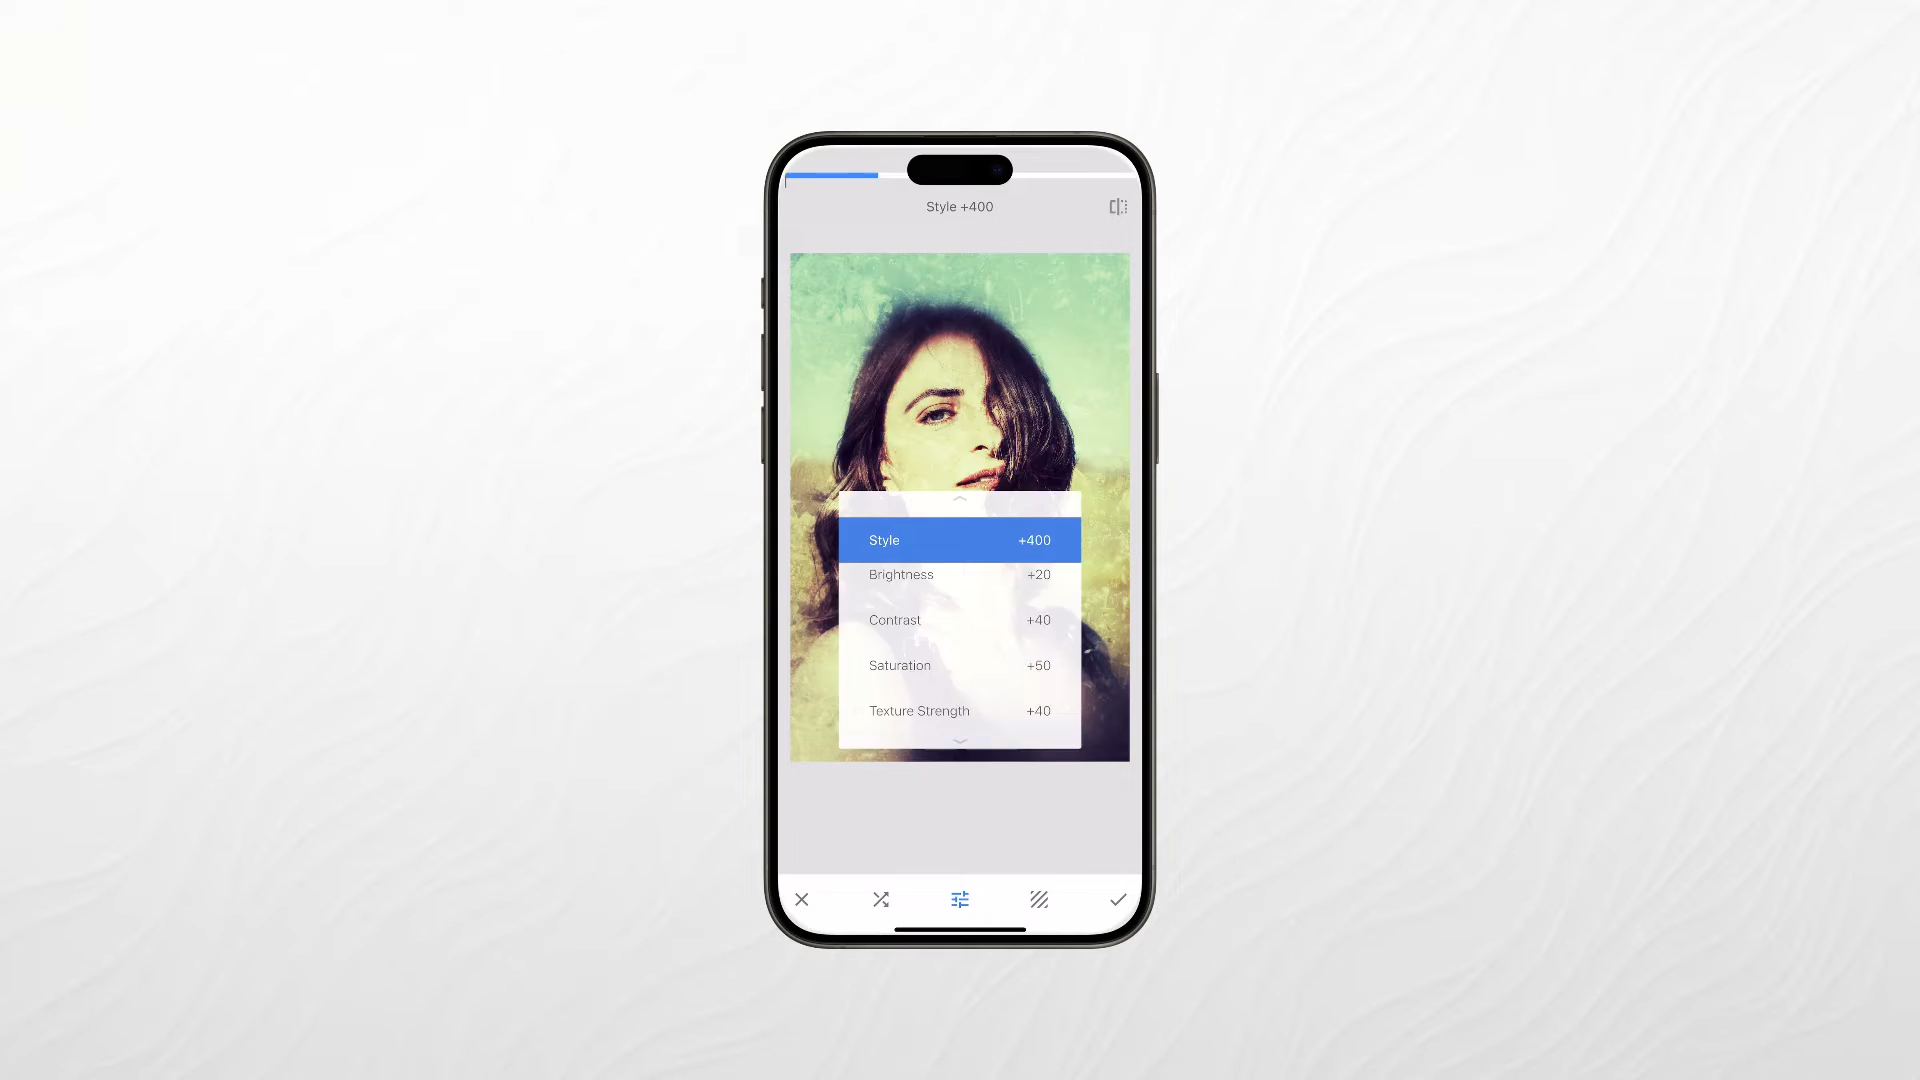 Style +400
Style +400
Brightness +20
Contrast +40
Saturation +50
Texture Strength +40